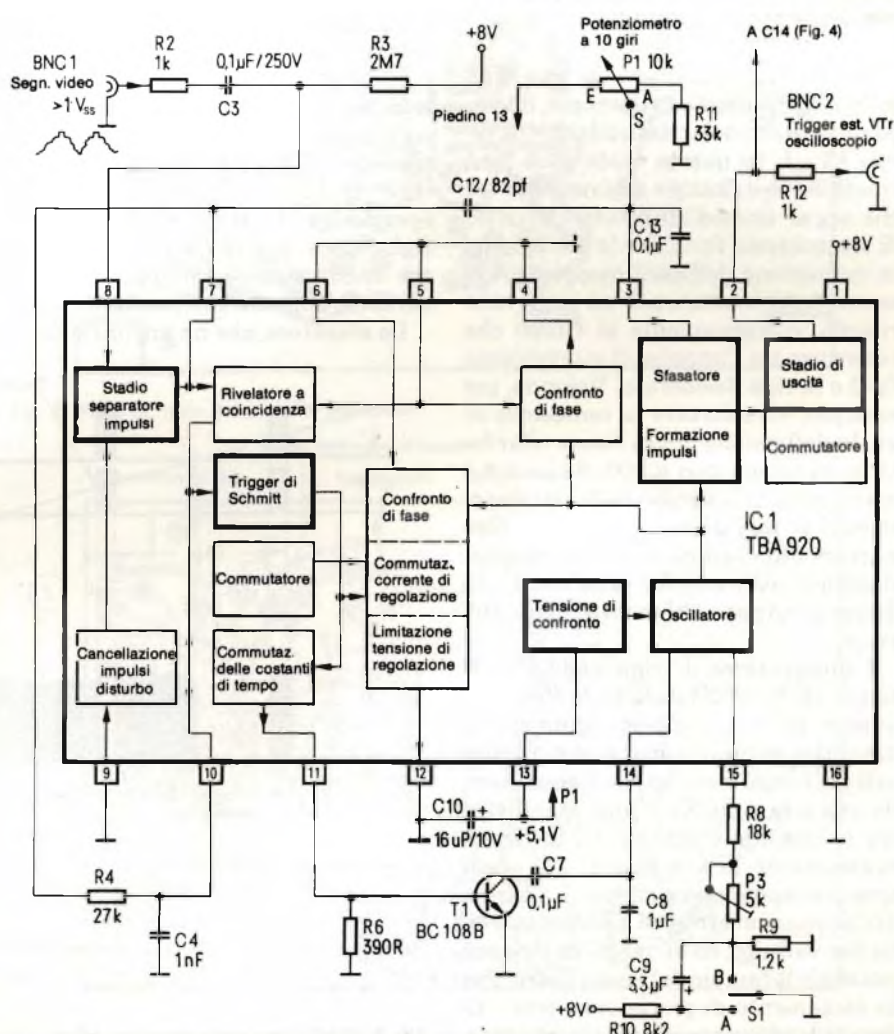 BNC 1
Segn. video
>1 Vss
R2
1k
0,1µF/250V
C3
R3
2M7
+8V
Potenziometro
a 10 giri
P1 10k
E
A
S
Piedino 13
R11
33k
A C14 (Fig. 4)
BNC 2
Trigger est. VTr
oscilloscopio
R12
1k
C12/82pf
C13
0,1µF
+8V
8
7
6
5
4
3
2
1
Stadio
separatore
impulsi
Rivelatore a
coincidenza
Confronto
di fase
Sfasatore
Formazione
impulsi
Stadio di
uscita
Commutatore
Trigger di
Schmitt
Confronto
di fase
IC 1
TBA 920
Commutatore
Commutaz.
corrente di
regolazione
Tensione di
confronto
Oscillatore
Cancellazione
impulsi
disturbo
Commutaz.
delle costanti
di tempo
Limitazione
tensione di
regolazione
9
10
11
12
13
14
15
16
C10
+
16uP/10V
+5,1V
P1
R8
18k
R4
27k
C4
1nF
R6
390R
T1
BC 108 B
C7
0,1µF
C8
1µF
P3
5k
R9
1,2k
C9
3,3µF
+
B
S1
A
+8V
R10 8k2